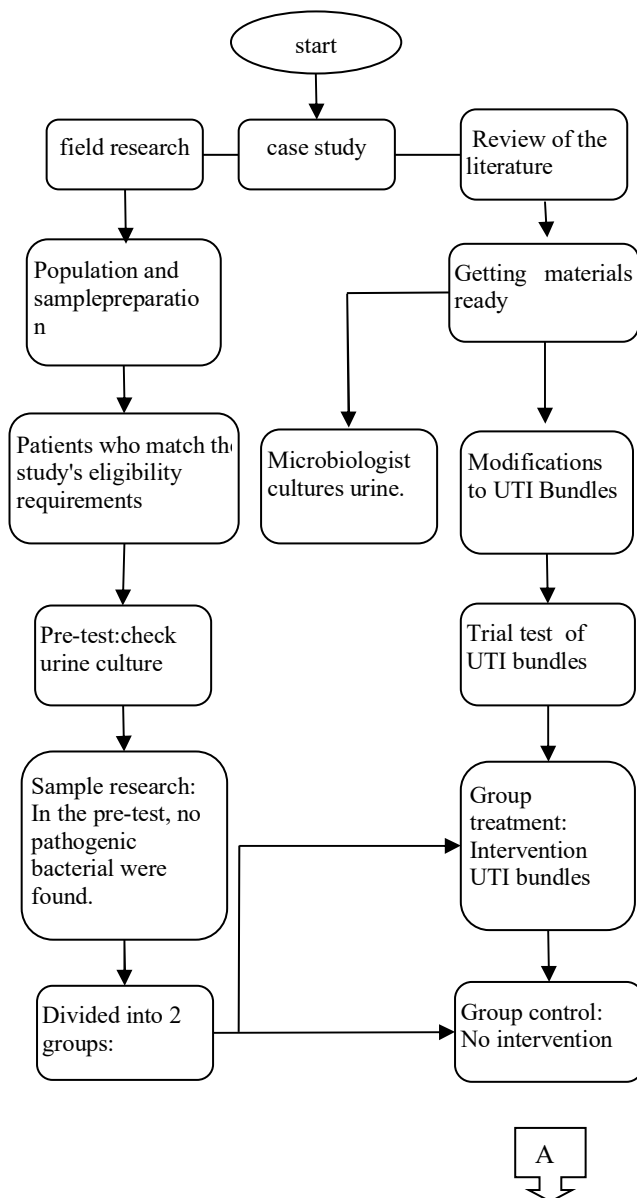 start
field research
case study
Review of the
literature
Population and
samplepreparatio
n
Getting materials
ready
Patients who match the
study's eligibility
requirements
Microbiologist
cultures urine.
Modifications
to UTI Bundles
Pre-test:check
urine culture
Trial test of
UTI bundles
Sample research:
In the pre-test, no
pathogenic
bacterial were
found.
Group
treatment:
Intervention
UTI bundles
Divided into 2
groups:
Group control:
No intervention
A